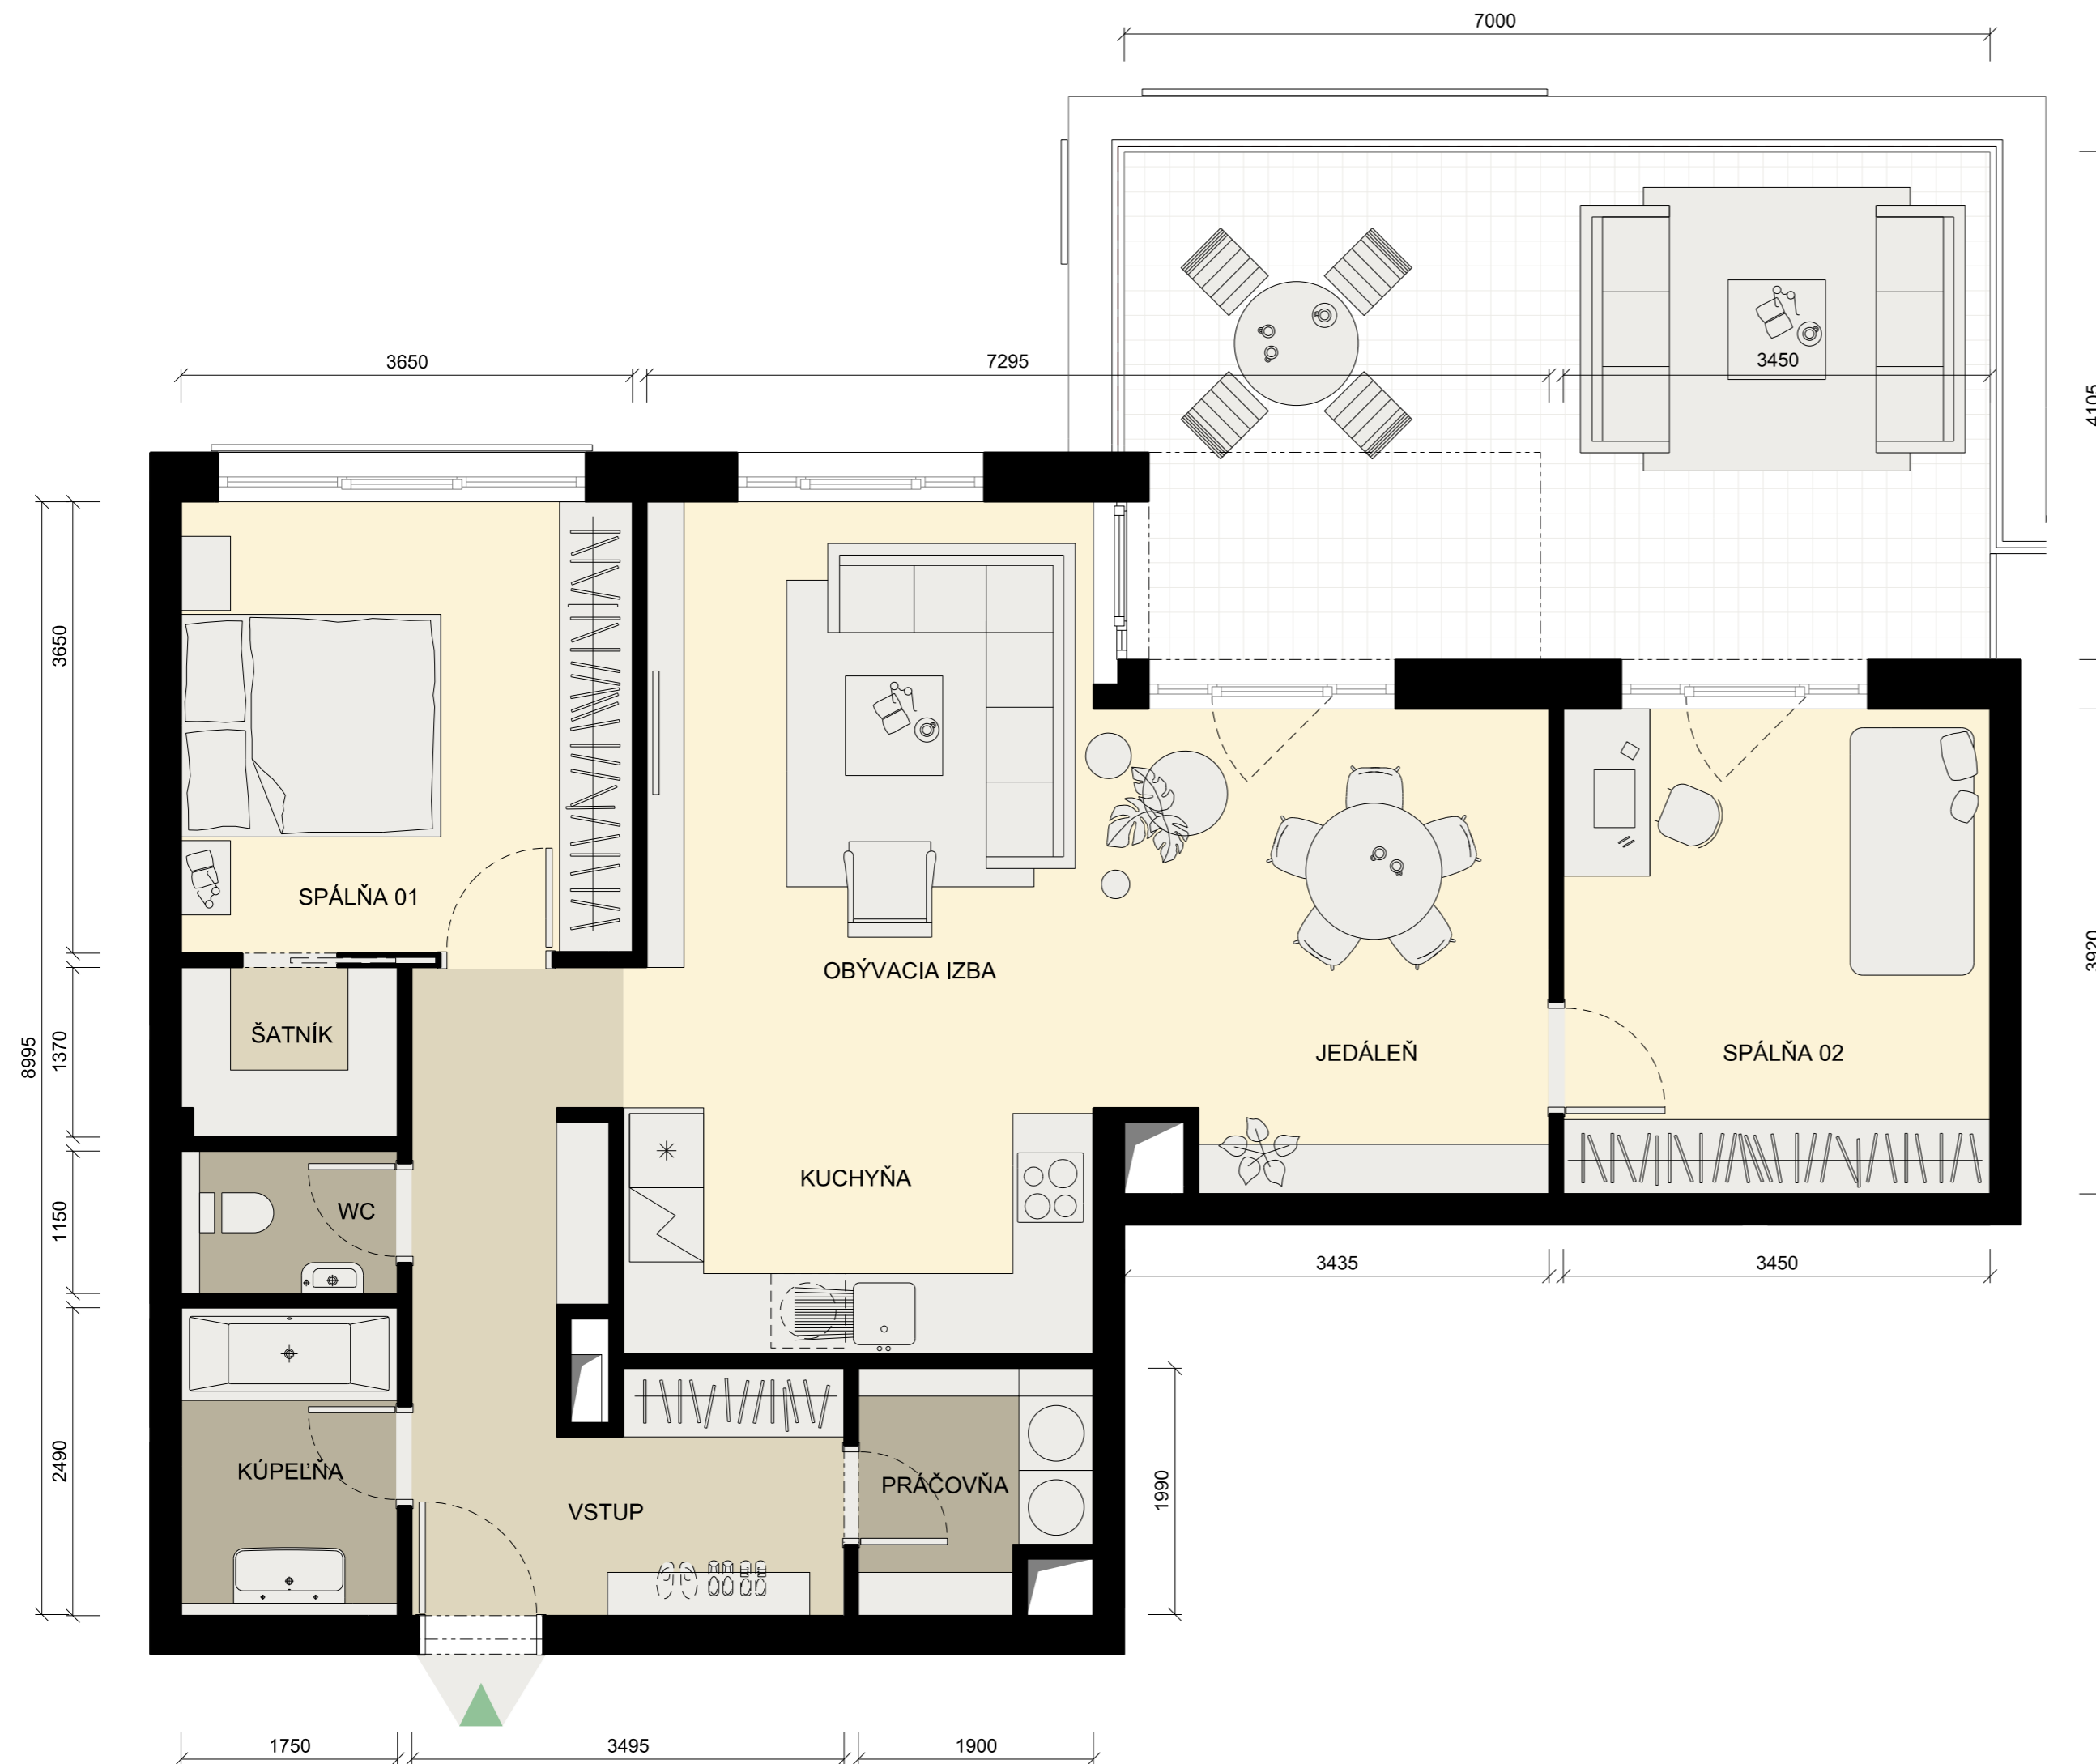 7000
3650
7295
3450
4105
3650
SPÁLŇA 01
OBÝVACIA IZBA
3920
8995
1370
ŠATNÍK
JEDÁLEŇ
SPÁLŇA 02
KUCHYŇA
1150
WC
3435
3450
2490
KÚPEĽŇA
PRÁČOVŇA
1990
VSTUP
1750
3495
1900